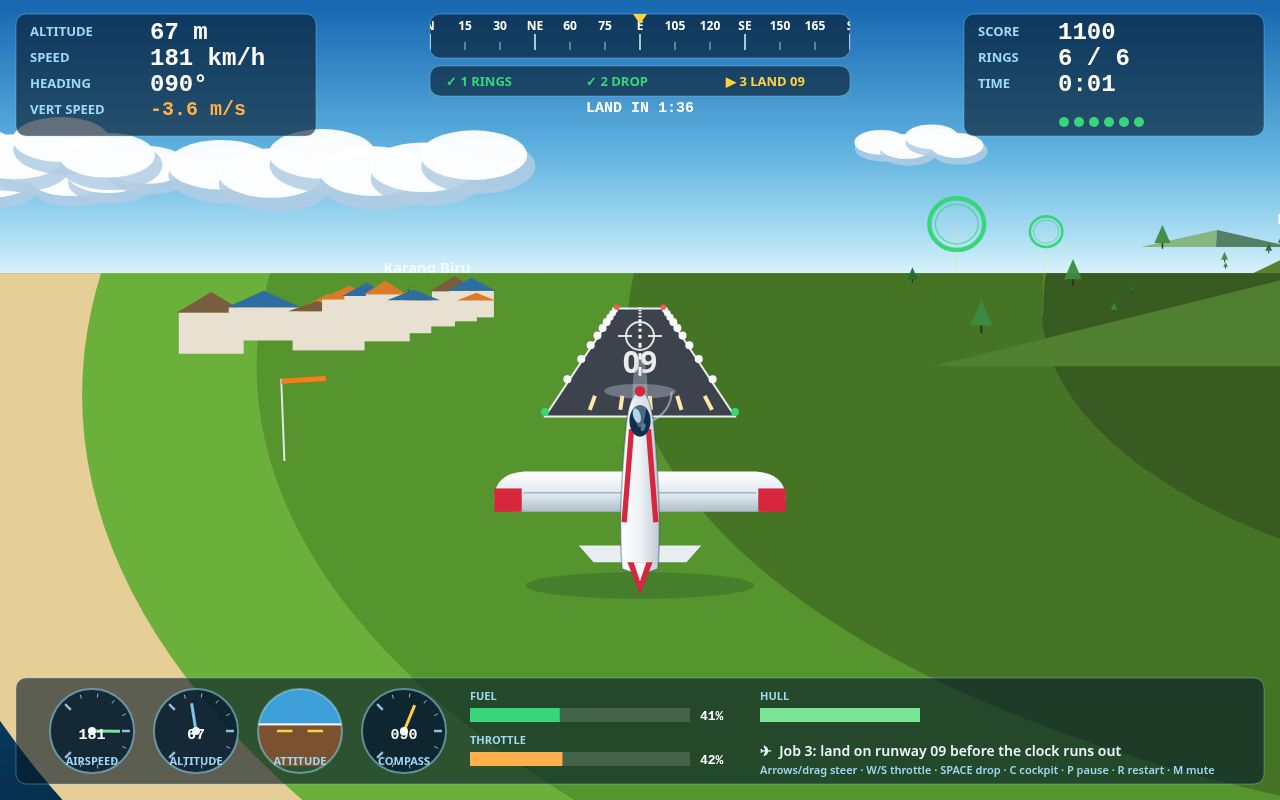 ALTITUDE 67 m
SPEED 181 km/h
HEADING 090°
VERT SPEED -3.6 m/s
N 15 30 NE 60 75 E 105 120 SE 150 165 S
✓ 1 RINGS ✓ 2 DROP ▶ 3 LAND 09
LAND IN 1:36
SCORE 1100
RINGS 6 / 6
TIME 0:01
Karang Biru
09
181 AIRSPEED
67 ALTITUDE
ATTITUDE
090 COMPASS
FUEL 41%
THROTTLE 42%
HULL
✈ Job 3: land on runway 09 before the clock runs out
Arrows/drag steer · W/S throttle · SPACE drop · C cockpit · P pause · R restart · M mute